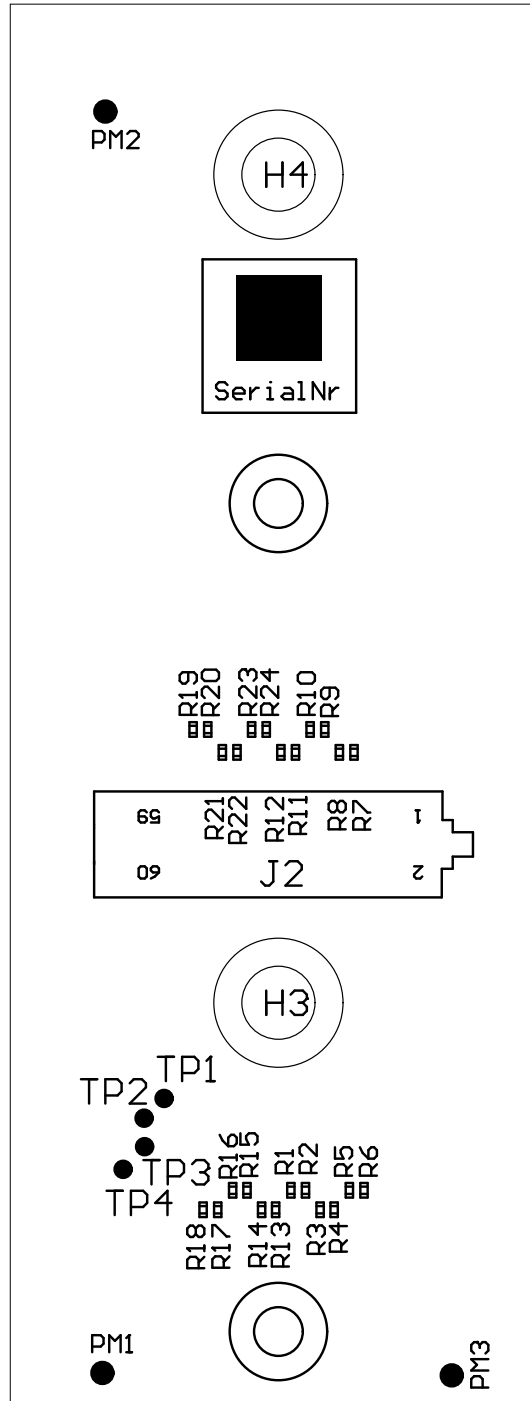 PM2
H4
SerialNr
R19 R20 R23 R24 R10 R9
59 R21 R22 R12 R11 R8 R7 1
60 J2 2
H3
TP1
TP2
TP3
TP4
R16 R15 R1 R2 R5 R6
R18 R17 R14 R13 R3 R4
PM1
PM3